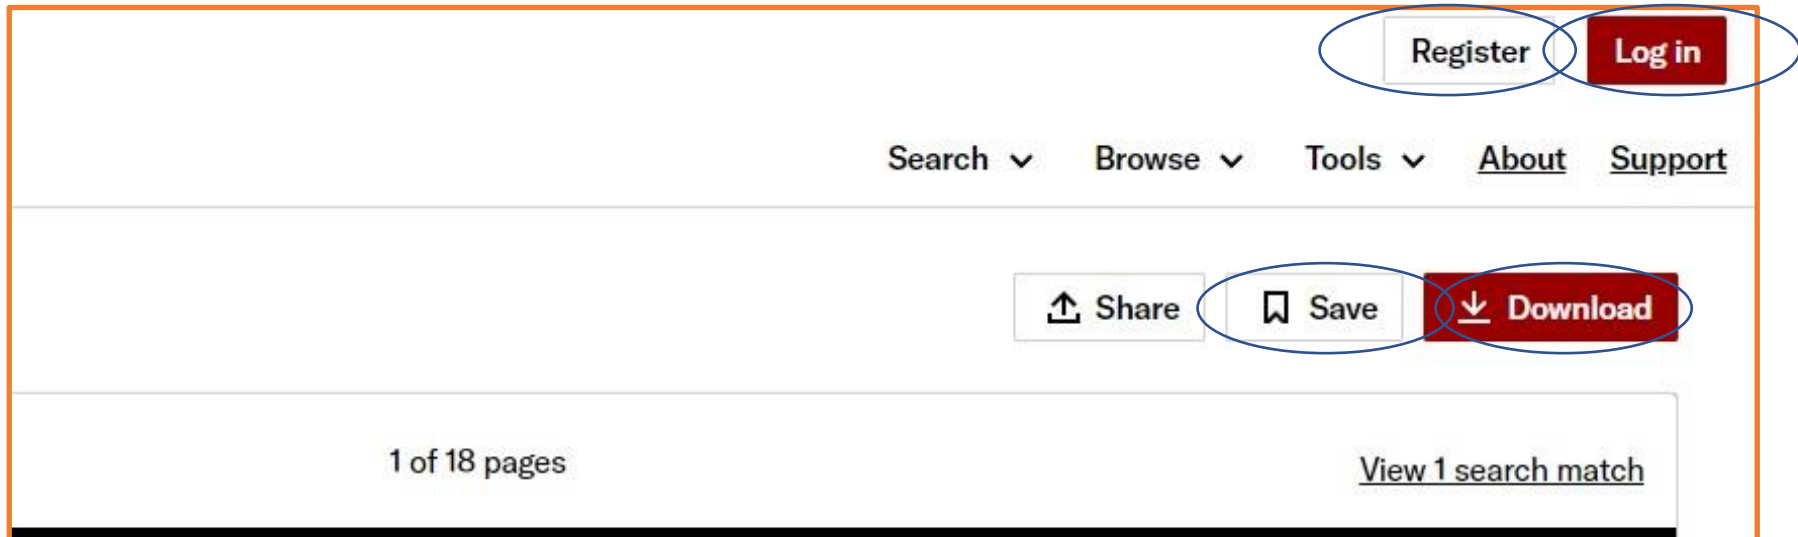 Register Log in
Search Browse Tools About Support
Share Save Download
1 of 18 pages
View 1 search match